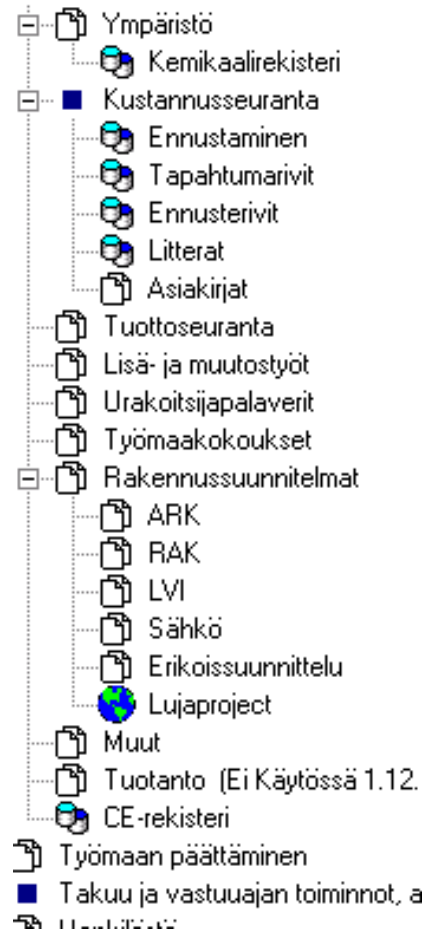 Ympäristö
Kemikaalirekisteri
Kustannusseuranta
Ennustaminen
Tapahtumarivit
Ennusterivit
Litterat
Asiakirjat
Tuottoseuranta
Lisä- ja muutostyöt
Urakoitsijapalaverit
Työmaakokoukset
Rakennussuunnitelmat
ARK
RAK
LVI
Sähkö
Erikoissuunnittelu
Lujaproject
Muut
Tuotanto (Ei Käytössä 1.12.
CE-rekisteri
Työmaan päättäminen
Takuu ja vastuuajan toiminnot, a